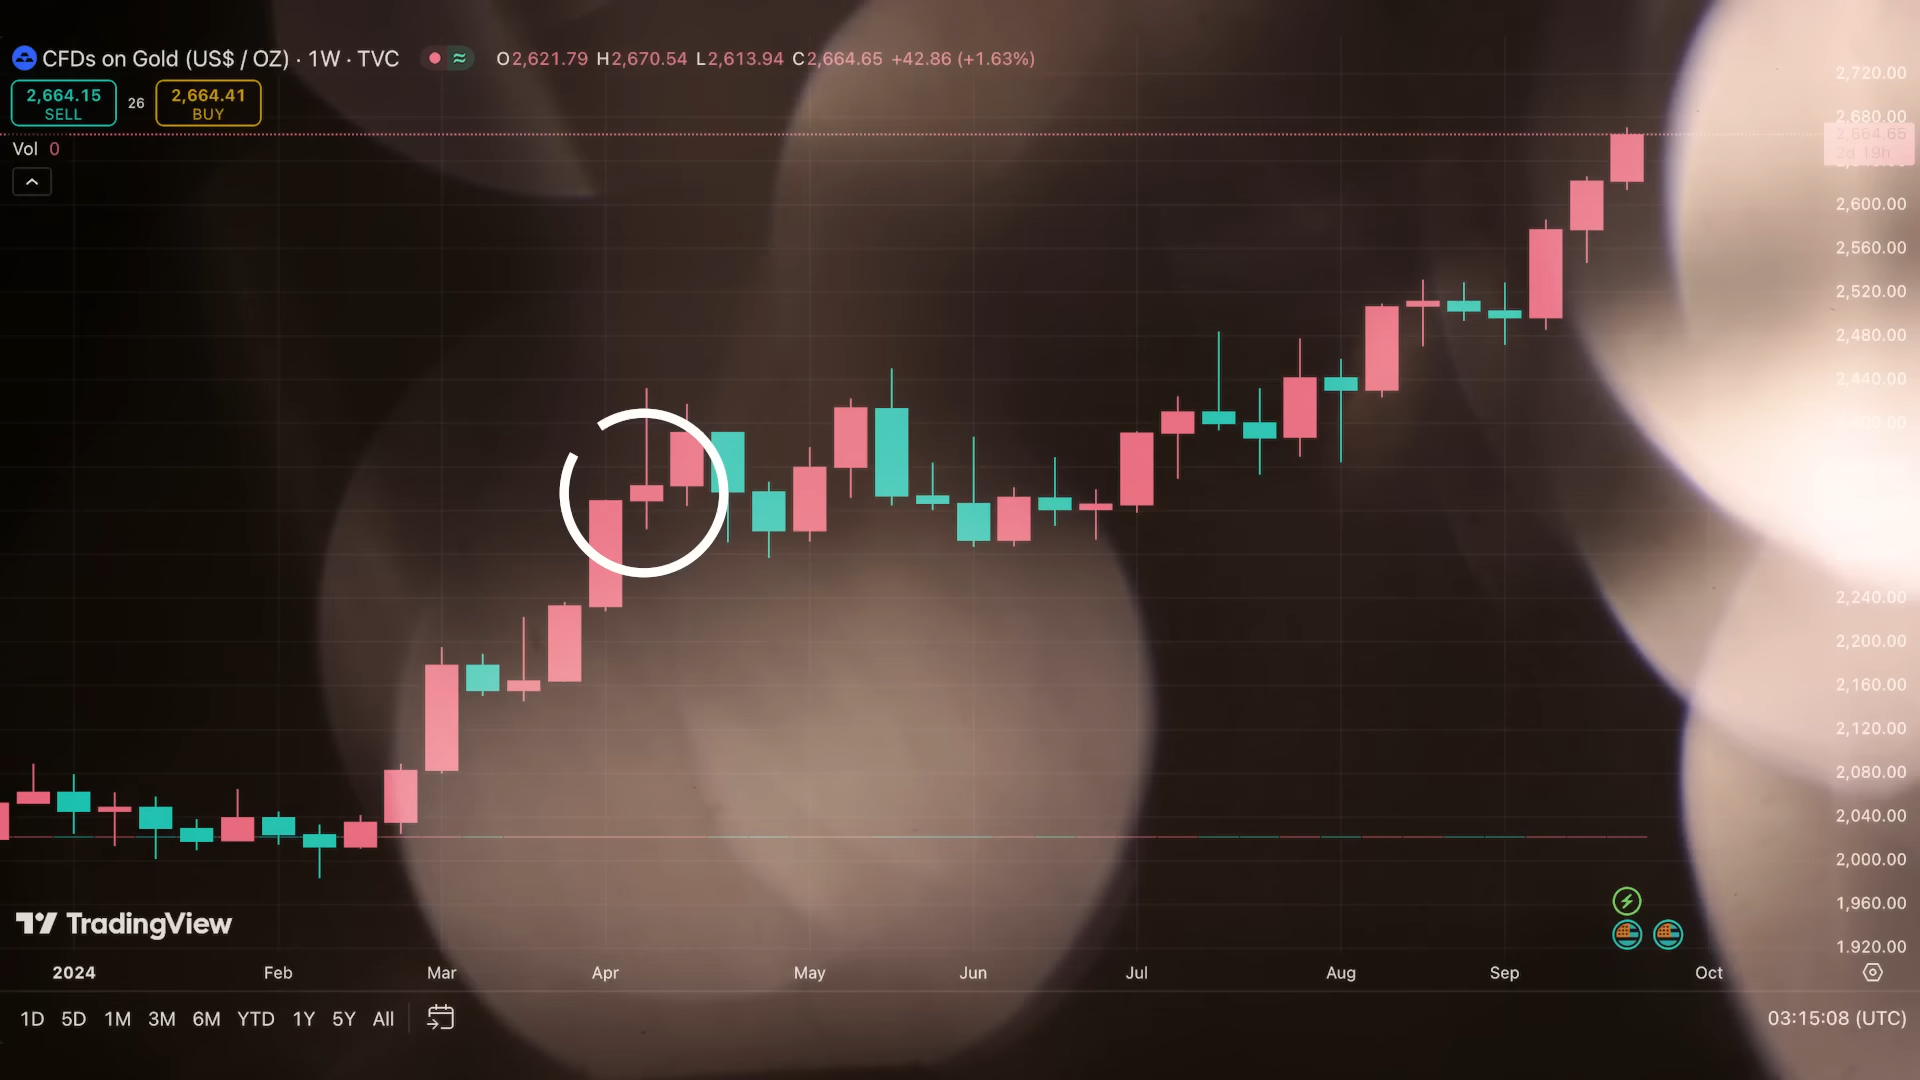 CFDs on Gold (US$ / OZ) · 1W · TVC
O2,621.79 H2,670.54 L2,613.94 C2,664.65 +42.86 (+1.63%)
2,664.15 26 2,664.41
SELL BUY
Vol 0
2,720.00
2,680.00
2,664.65
2d 19h
2,600.00
2,560.00
2,520.00
2,480.00
2,440.00
2,240.00
2,200.00
2,160.00
2,120.00
2,080.00
2,040.00
2,000.00
1,960.00
1,920.00
TradingView
2024 Feb Mar Apr May Jun Jul Aug Sep Oct
1D 5D 1M 3M 6M YTD 1Y 5Y All
03:15:08 (UTC)